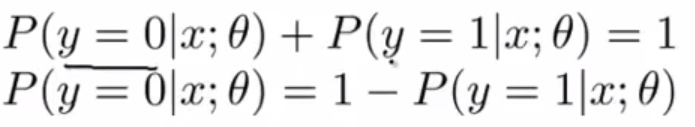 P(y = 0|x; θ) + P(y = 1|x; θ) = 1
P(y = 0|x; θ) = 1 − P(y = 1|x; θ)